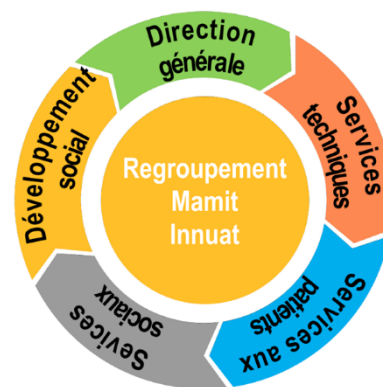 Direction
générale
Services
techniques
Services aux
patients
Sevices
sociaux
Développement
social
Regroupement
Mamit
Innuat